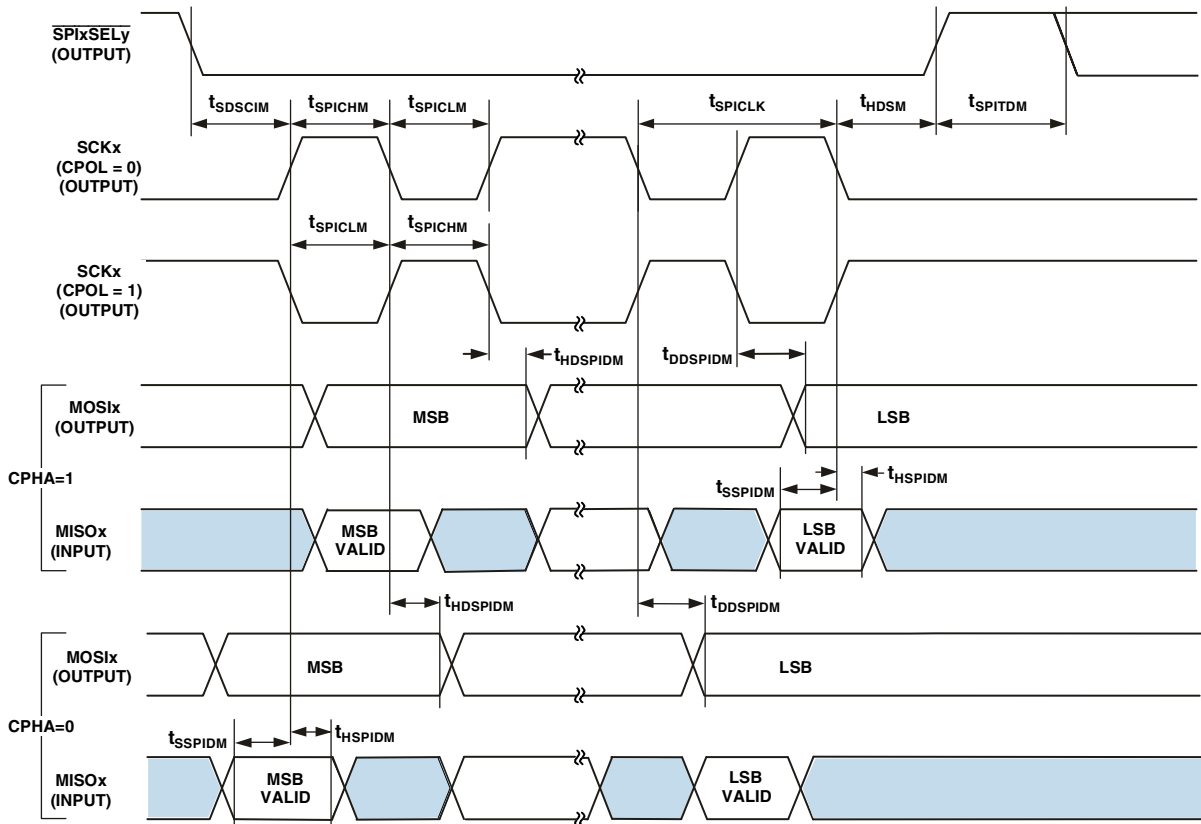 SPIxSELy
(OUTPUT)
tSDSCIM
tSPICHM
tSPICLM
tSPICLK
tHDSM
tSPITDM
SCKx
(CPOL = 0)
(OUTPUT)
tSPICLM
tSPICHM
SCKx
(CPOL = 1)
(OUTPUT)
tHDSPIDM
tDDSPIDM
MOSIx
(OUTPUT)
MSB
LSB
CPHA=1
tSSPIDM
tHSPIDM
MISOx
(INPUT)
MSB
VALID
LSB
VALID
tHDSPIDM
tDDSPIDM
MOSIx
(OUTPUT)
MSB
LSB
CPHA=0
tSSPIDM
tHSPIDM
MISOx
(INPUT)
MSB
VALID
LSB
VALID